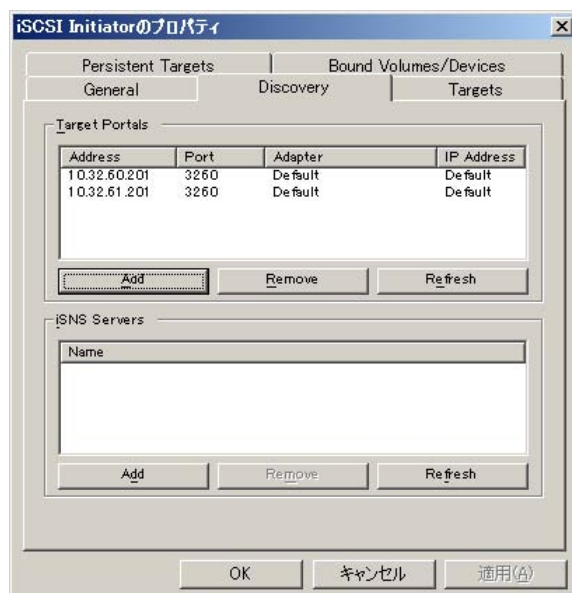 iSCSI Initiatorのプロパティ
Persistent Targets Bound Volumes/Devices
General Discovery Targets
Target Portals
Address Port Adapter IP Address
10.32.60.201 3260 Default Default
10.32.61.201 3260 Default Default
Add Remove Refresh
iSNS Servers
Name
Add Remove Refresh
OK キャンセル 適用(A)